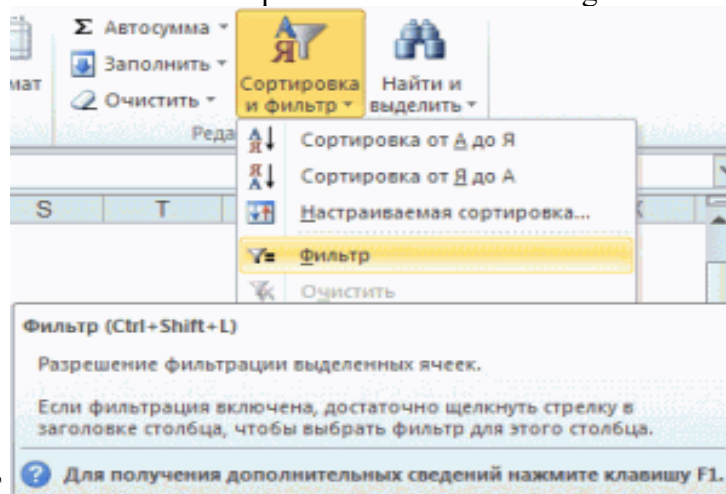 Σ Автосумма
Заполнить
мат
Очистить
Сортировка
и фильтр
Найти и
выделить
Реда
Сортировка от А до Я
Сортировка от Я до А
S T
Настраиваемая сортировка...
Фильтр
Очистить
Фильтр (Ctrl+Shift+L)
Разрешение фильтрации выделенных ячеек.
Если фильтрация включена, достаточно щелкнуть стрелку в
заголовке столбца, чтобы выбрать фильтр для этого столбца.
Для получения дополнительных сведений нажмите клавишу F1.